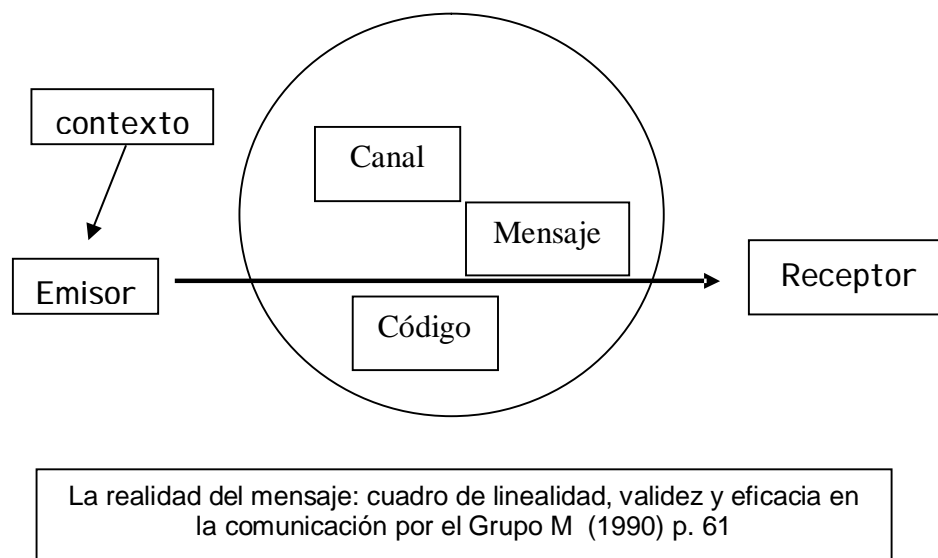 contexto
Canal
Mensaje
Emisor
Receptor
Código
La realidad del mensaje: cuadro de linealidad, validez y eficacia en
la comunicación por el Grupo M (1990) p. 61